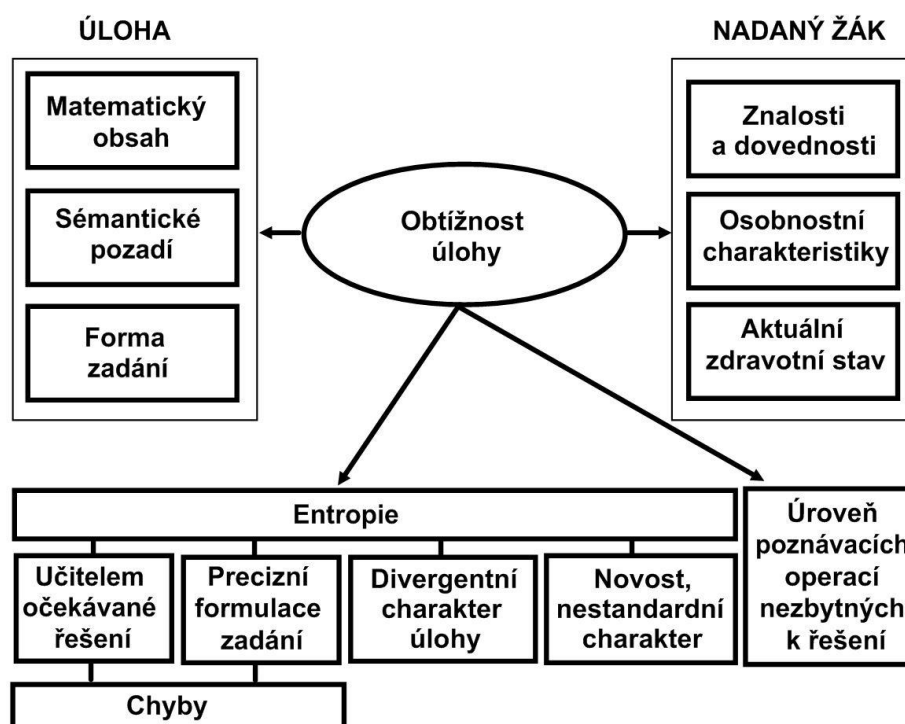 ÚLOHA
Matematický
obsah
Sémantické
pozadí
Forma
zadání
Obtížnost
úlohy
NADANÝ ŽÁK
Znalosti
a dovednosti
Osobnostní
charakteristiky
Aktuální
zdravotní stav
Entropie
Učitelem
očekávané
řešení
Precizní
formulace
zadání
Divergentní
charakter
úlohy
Novost,
nestandardní
charakter
Úroveň
poznávacích
operací
nezbytných
k řešení
Chyby